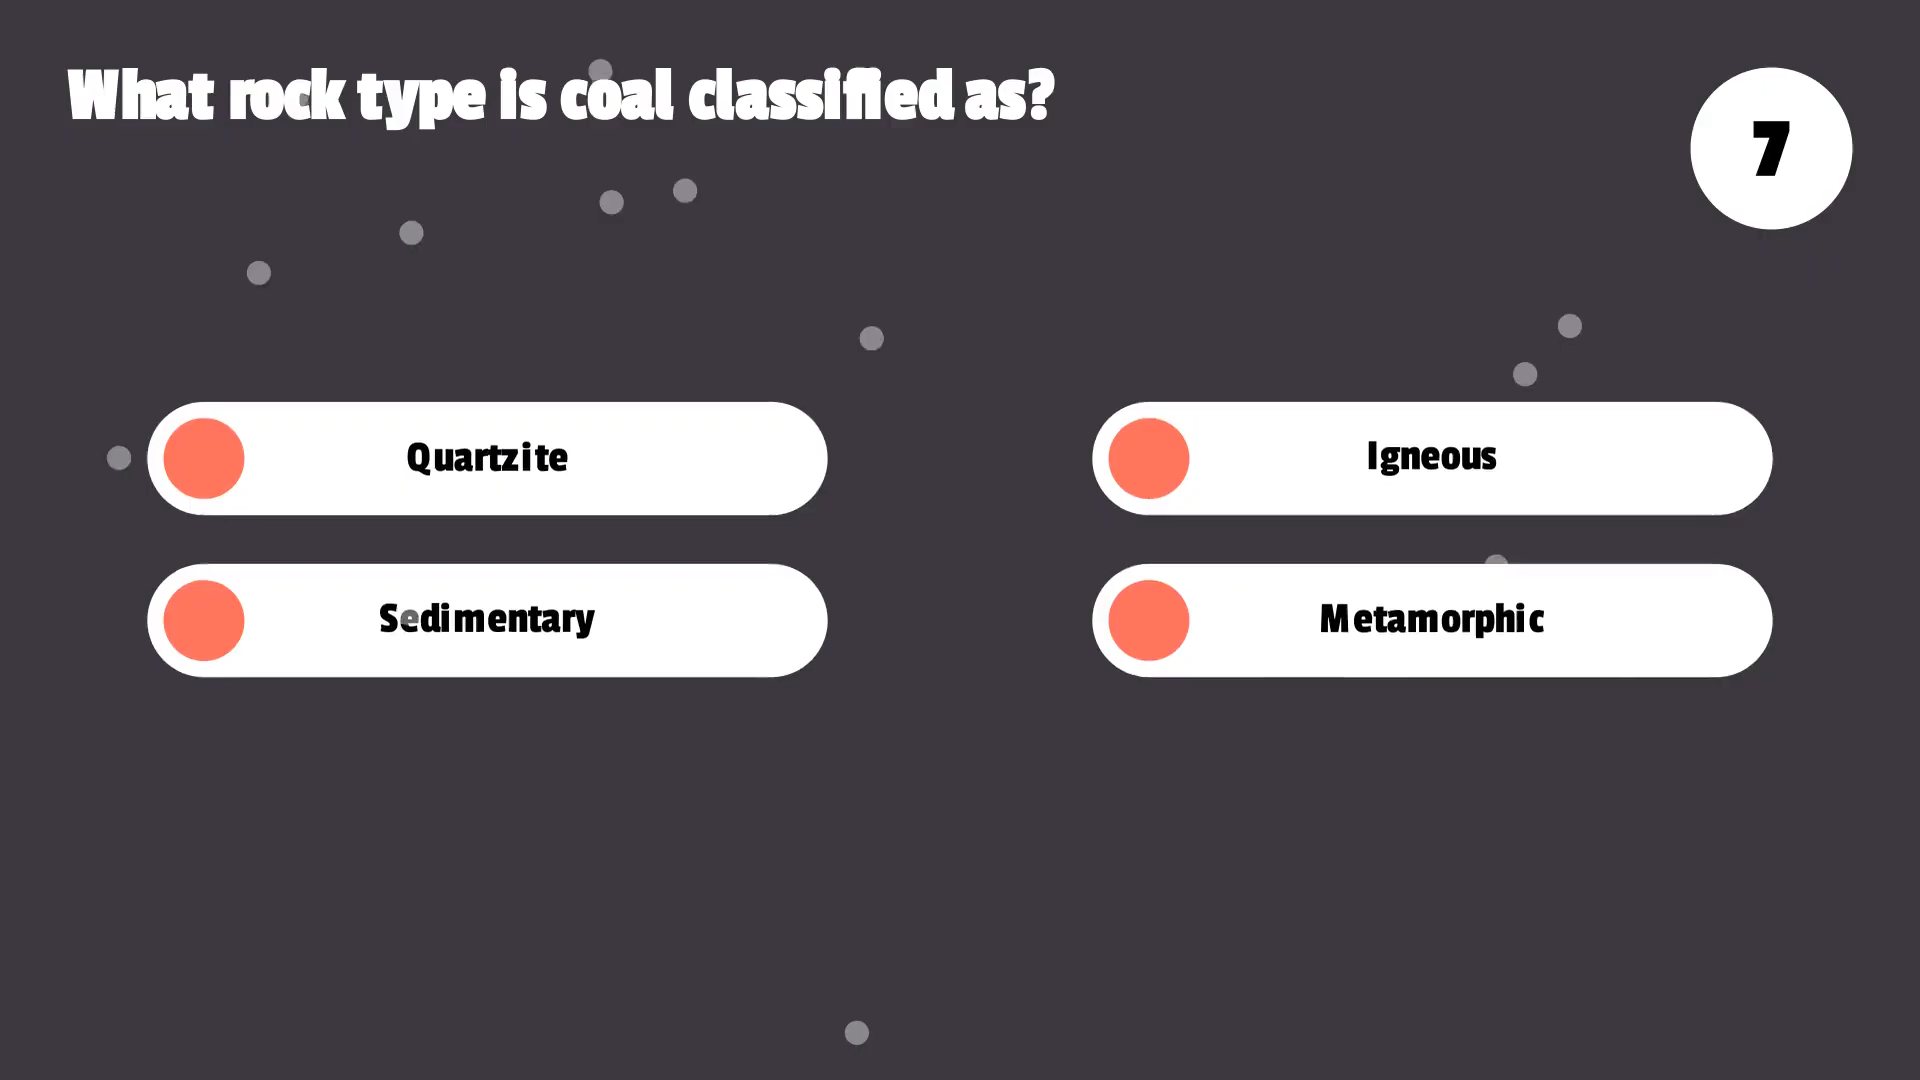 What rock type is coal classified as?
7
Quartzite
Igneous
Sedimentary
Metamorphic